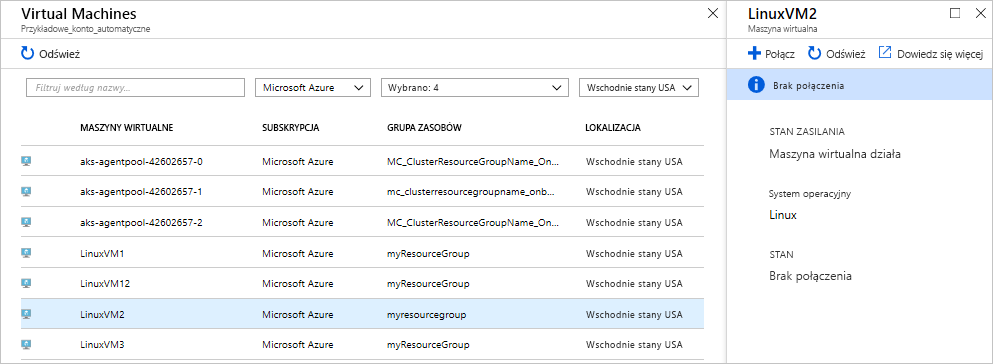 Virtual Machines
Przykładowe_konto_automatyczne
Odśwież
Filtruj według nazwy... Microsoft Azure Wybrano: 4 Wschodnie stany USA
MASZYNY WIRTUALNE SUBSKRYPCJA GRUPA ZASOBÓW LOKALIZACJA
aks-agentpool-42602657-0 Microsoft Azure MC_ClusterResourceGroupName_On... Wschodnie stany USA
aks-agentpool-42602657-1 Microsoft Azure mc_clusterresourcegroupname_onb... Wschodnie stany USA
aks-agentpool-42602657-2 Microsoft Azure MC_ClusterResourceGroupName_On... Wschodnie stany USA
LinuxVM1 Microsoft Azure myResourceGroup Wschodnie stany USA
LinuxVM12 Microsoft Azure myResourceGroup Wschodnie stany USA
LinuxVM2 Microsoft Azure myresourcegroup Wschodnie stany USA
LinuxVM3 Microsoft Azure myResourceGroup Wschodnie stany USA
LinuxVM2
Maszyna wirtualna
Połącz Odśwież Dowiedz się więcej
Brak połączenia
STAN ZASILANIA
Maszyna wirtualna działa
System operacyjny
Linux
STAN
Brak połączenia